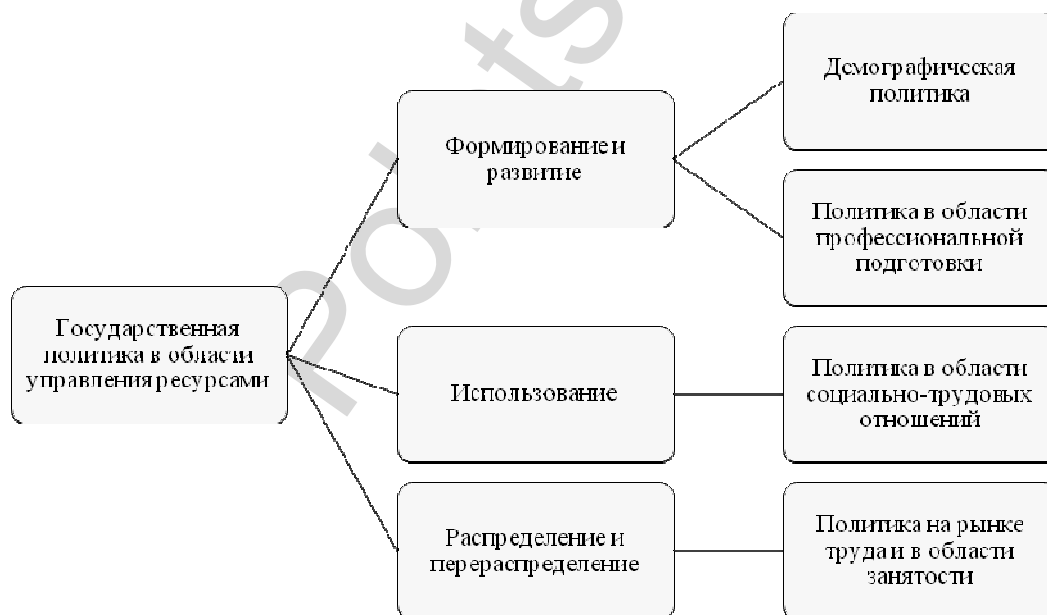 Демографическая
политика
Формирование и
развитие
Политика в области
профессиональной
подготовки
Государственная
политика в области
управления ресурсами
Использование
Политика в области
социально-трудовых
отношений
Распределение и
перераспределение
Политика на рынке
труда и в области
занятости